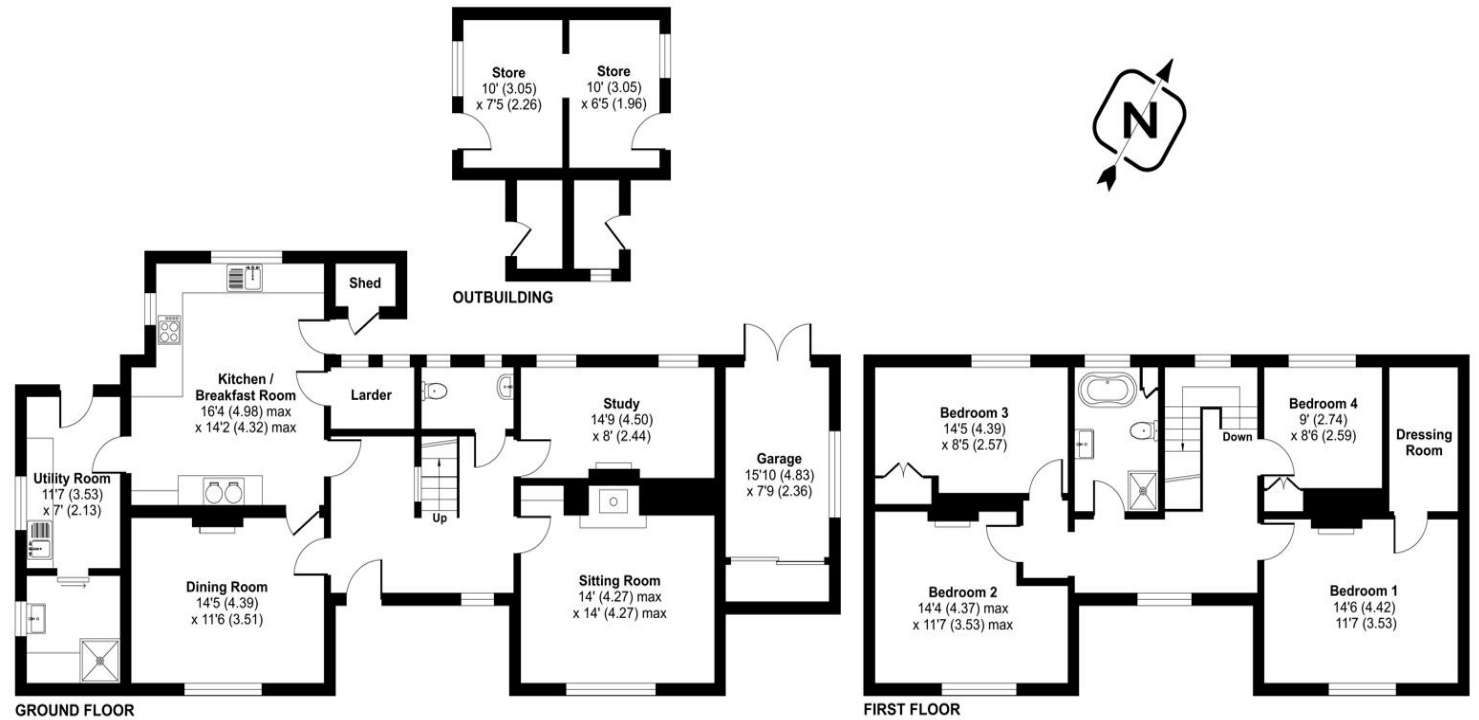 Store
10' (3.05)
x 7'5 (2.26)
Store
10' (3.05)
x 6'5 (1.96)
OUTBUILDING
N
Shed
Kitchen /
Breakfast Room
16'4 (4.98) max
x 14'2 (4.32) max
Larder
Study
14'9 (4.50)
x 8' (2.44)
Garage
15'10 (4.83)
x 7'9 (2.36)
Utility Room
11'7 (3.53)
x 7' (2.13)
Up
Dining Room
14'5 (4.39)
x 11'6 (3.51)
Sitting Room
14' (4.27) max
x 14' (4.27) max
GROUND FLOOR
Bedroom 3
14'5 (4.39)
x 8'5 (2.57)
Down
Bedroom 4
9' (2.74)
x 8'6 (2.59)
Dressing
Room
Bedroom 2
14'4 (4.37) max
x 11'7 (3.53) max
Bedroom 1
14'6 (4.42)
11'7 (3.53)
FIRST FLOOR